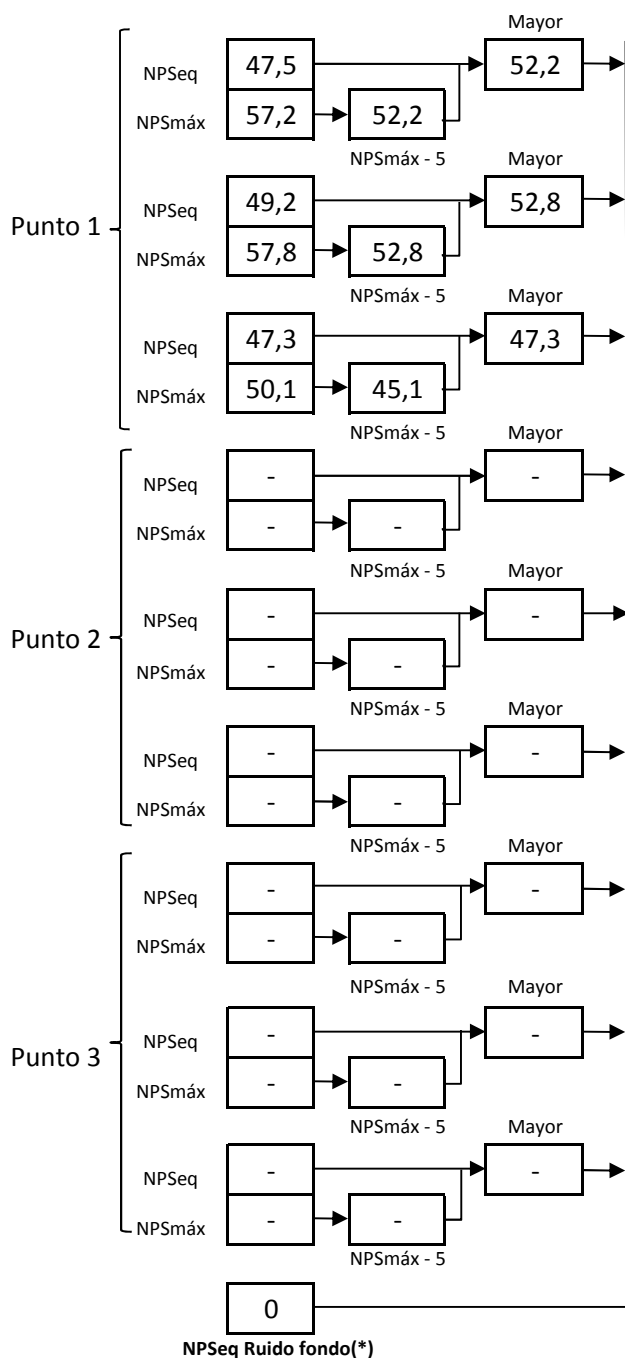 Mayor
NPSeq 47,5 52,2
NPSmáx 57,2 52,2
NPSmáx - 5
Mayor
Punto 1
NPSeq 49,2 52,8
NPSmáx 57,8 52,8
NPSmáx - 5
Mayor
NPSeq 47,3 47,3
NPSmáx 50,1 45,1
NPSmáx - 5
Mayor
NPSeq - -
NPSmáx - -
NPSmáx - 5
Mayor
Punto 2
NPSeq - -
NPSmáx - -
NPSmáx - 5
Mayor
NPSeq - -
NPSmáx - -
NPSmáx - 5
Mayor
NPSeq - -
NPSmáx - -
NPSmáx - 5
Mayor
Punto 3
NPSeq - -
NPSmáx - -
NPSmáx - 5
Mayor
NPSeq - -
NPSmáx - -
NPSmáx - 5
0
NPSeq Ruido fondo(*)